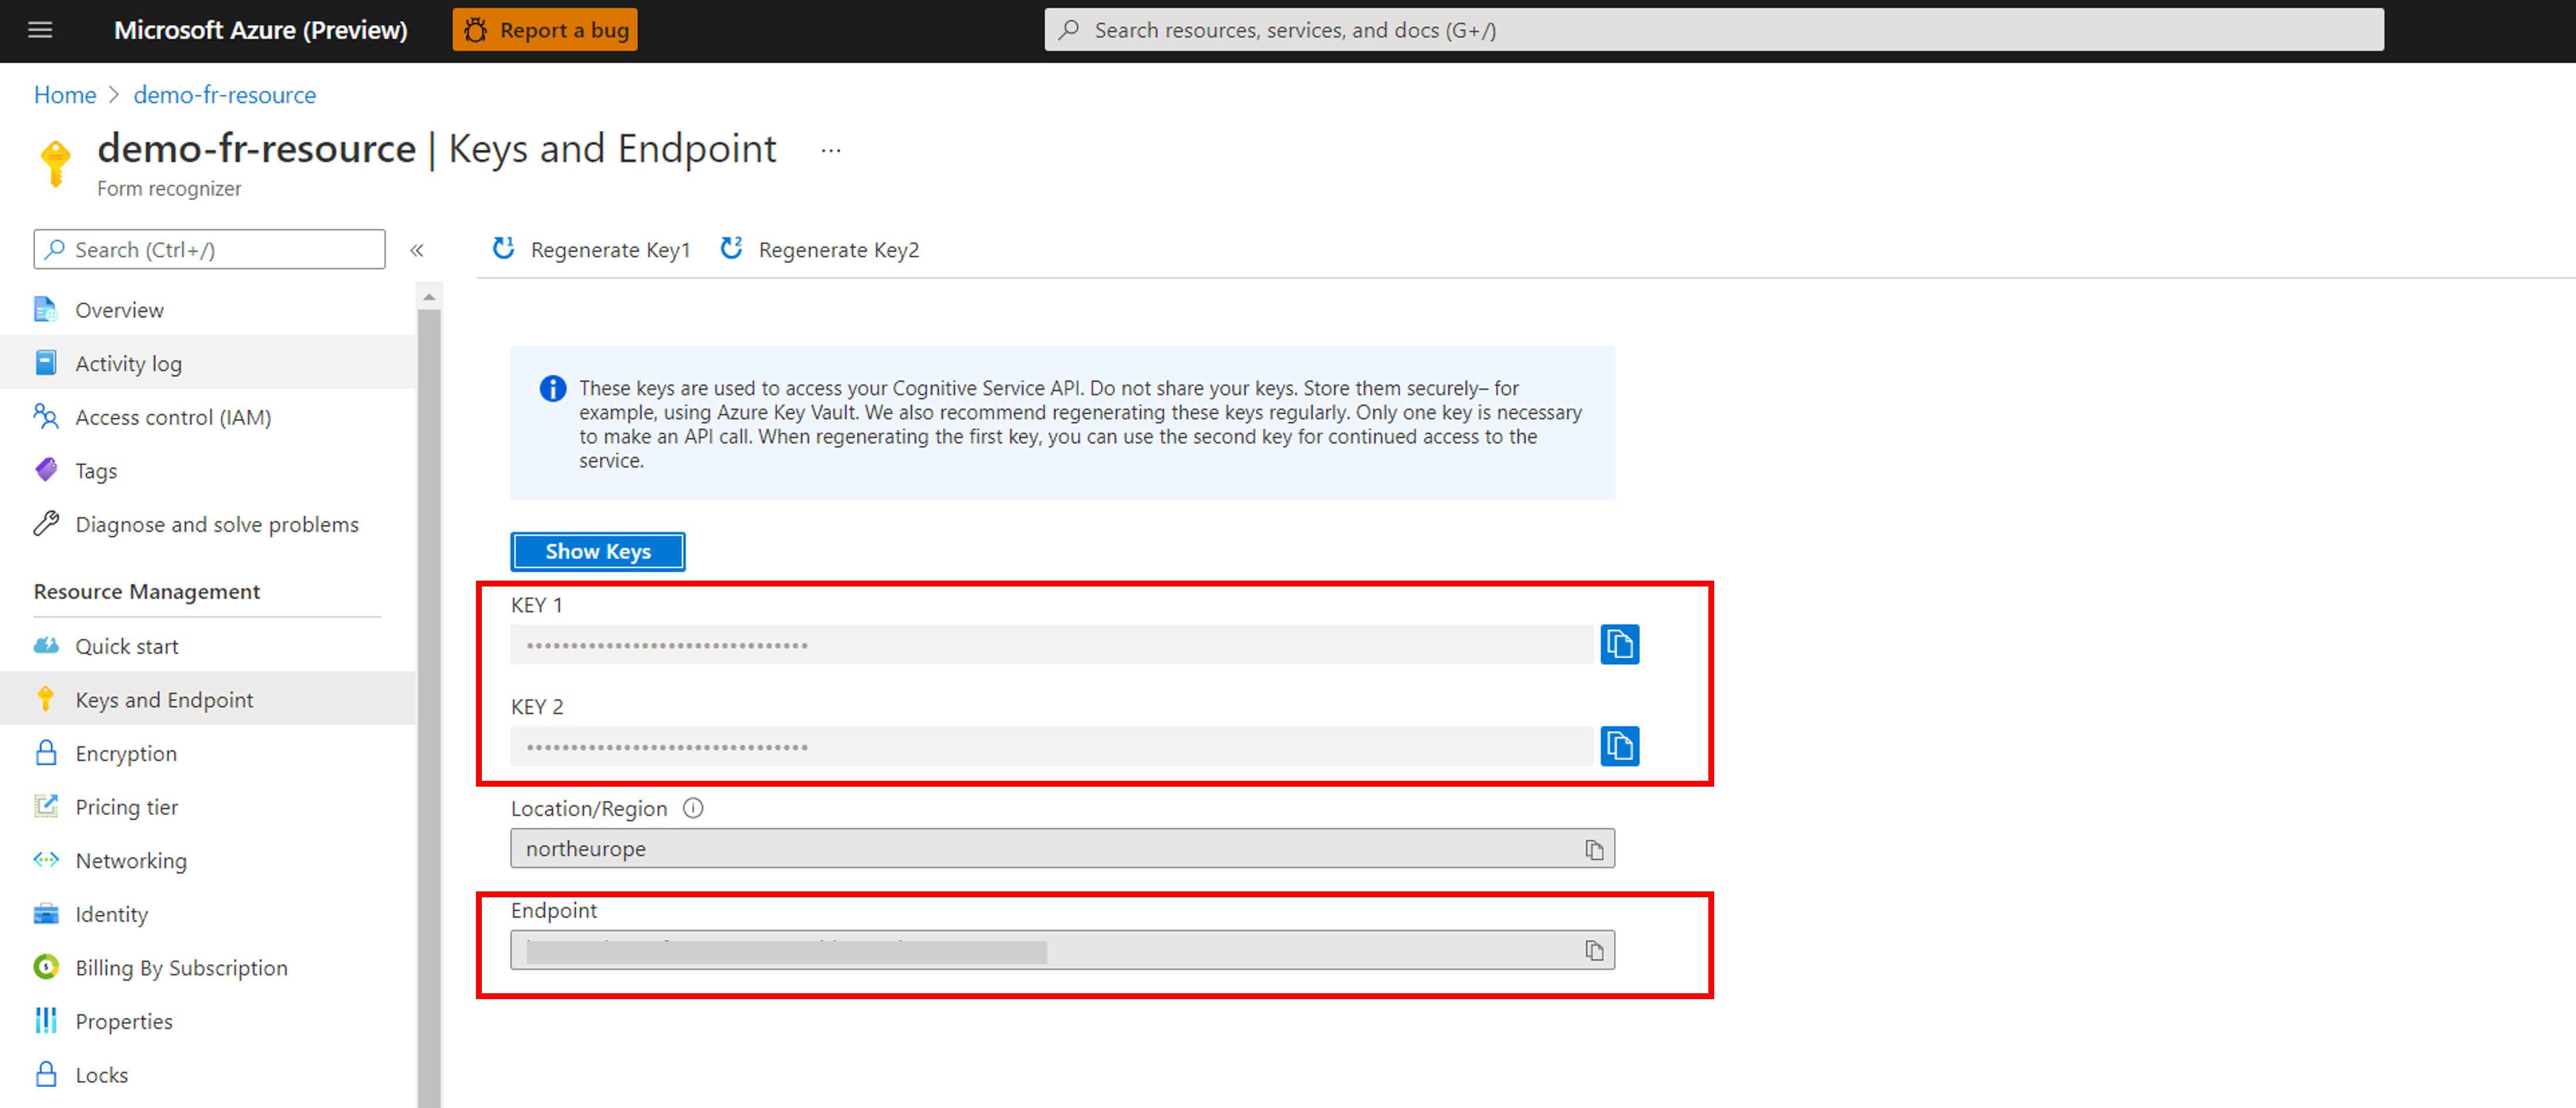 Microsoft Azure (Preview)
Report a bug
Search resources, services, and docs (G+/)
Home > demo-fr-resource
demo-fr-resource | Keys and Endpoint ...
Form recognizer
Search (Ctrl+/)
«
Overview
Activity log
Access control (IAM)
Tags
Diagnose and solve problems
Resource Management
Quick start
Keys and Endpoint
Encryption
Pricing tier
Networking
Identity
Billing By Subscription
Properties
Locks
Regenerate Key1
Regenerate Key2
These keys are used to access your Cognitive Service API. Do not share your keys. Store them securely– for
example, using Azure Key Vault. We also recommend regenerating these keys regularly. Only one key is necessary
to make an API call. When regenerating the first key, you can use the second key for continued access to the
service.
Show Keys
KEY 1
••••••••••••••••••••••••••••••••
KEY 2
••••••••••••••••••••••••••••••••
Location/Region
northeurope
Endpoint